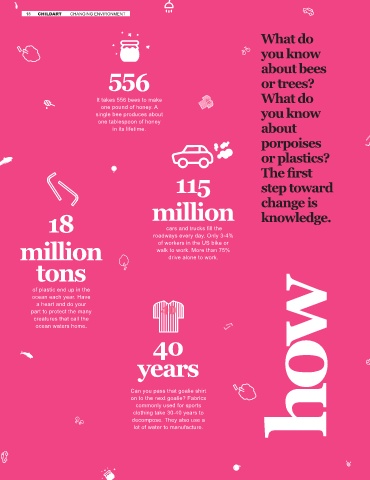 18 CHILDART CHANGING ENVIRONMENT
556
It takes 556 bees to make
one pound of honey. A
single bee produces about
one tablespoon of honey
in its lifetime.
115
million
cars and trucks fill the
roadways every day. Only 3-4%
of workers in the US bike or
walk to work. More than 75%
drive alone to work.
18
million
tons
of plastic end up in the
ocean each year. Have
a heart and do your
part to protect the many
creatures that call the
ocean waters home.
40
years
Can you pass that goalie shirt
on to the next goalie? Fabrics
commonly used for sports
clothing take 30-40 years to
decompose. They also use a
lot of water to manufacture.
What do
you know
about bees
or trees?
What do
you know
about
porpoises
or plastics?
The first
step toward
change is
knowledge.
how